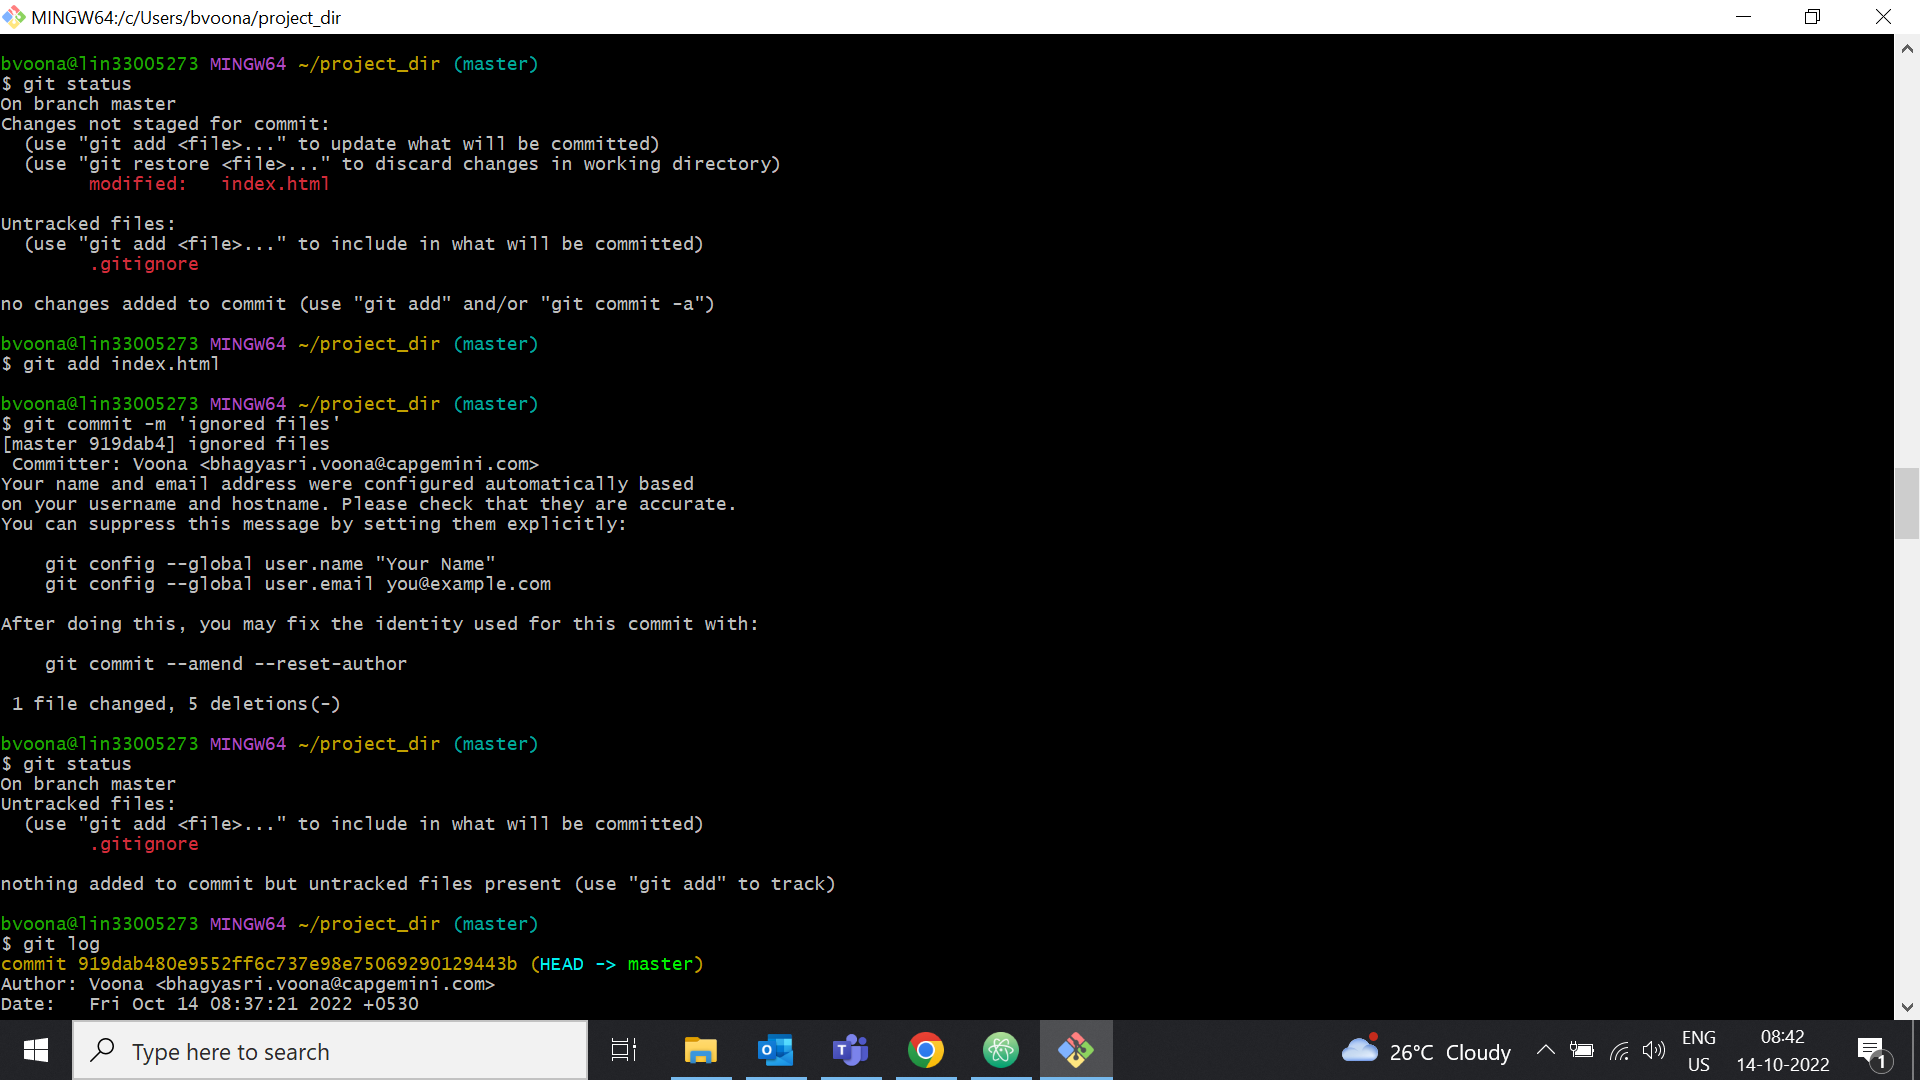 MINGW64:/c/Users/bvoona/project_dir
bvoona@lin33005273 MINGW64 ~/project_dir (master)
$ git status
On branch master
Changes not staged for commit:
  (use "git add <file>..." to update what will be committed)
  (use "git restore <file>..." to discard changes in working directory)
        modified:   index.html

Untracked files:
  (use "git add <file>..." to include in what will be committed)
        .gitignore

no changes added to commit (use "git add" and/or "git commit -a")

bvoona@lin33005273 MINGW64 ~/project_dir (master)
$ git add index.html

bvoona@lin33005273 MINGW64 ~/project_dir (master)
$ git commit -m 'ignored files'
[master 919dab4] ignored files
 Committer: Voona <bhagyasri.voona@capgemini.com>
Your name and email address were configured automatically based
on your username and hostname. Please check that they are accurate.
You can suppress this message by setting them explicitly:

    git config --global user.name "Your Name"
    git config --global user.email you@example.com

After doing this, you may fix the identity used for this commit with:

    git commit --amend --reset-author

 1 file changed, 5 deletions(-)

bvoona@lin33005273 MINGW64 ~/project_dir (master)
$ git status
On branch master
Untracked files:
  (use "git add <file>..." to include in what will be committed)
        .gitignore

nothing added to commit but untracked files present (use "git add" to track)

bvoona@lin33005273 MINGW64 ~/project_dir (master)
$ git log
commit 919dab480e9552ff6c737e98e75069290129443b (HEAD -> master)
Author: Voona <bhagyasri.voona@capgemini.com>
Date:   Fri Oct 14 08:37:21 2022 +0530
Type here to search
26°C Cloudy
ENG
US
08:42
14-10-2022
1